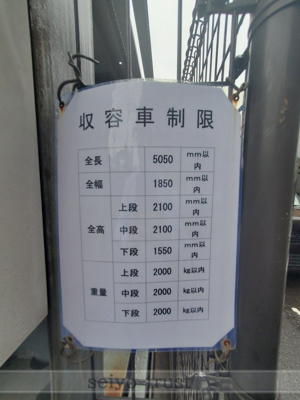 収容車制限
全長 5050 mm以内
全幅 1850 mm以内
全高 上段 2100 mm以内
中段 2100 mm以内
下段 1550 mm以内
重量 上段 2000 kg以内
中段 2000 kg以内
下段 2000 kg以内
seiyo trust